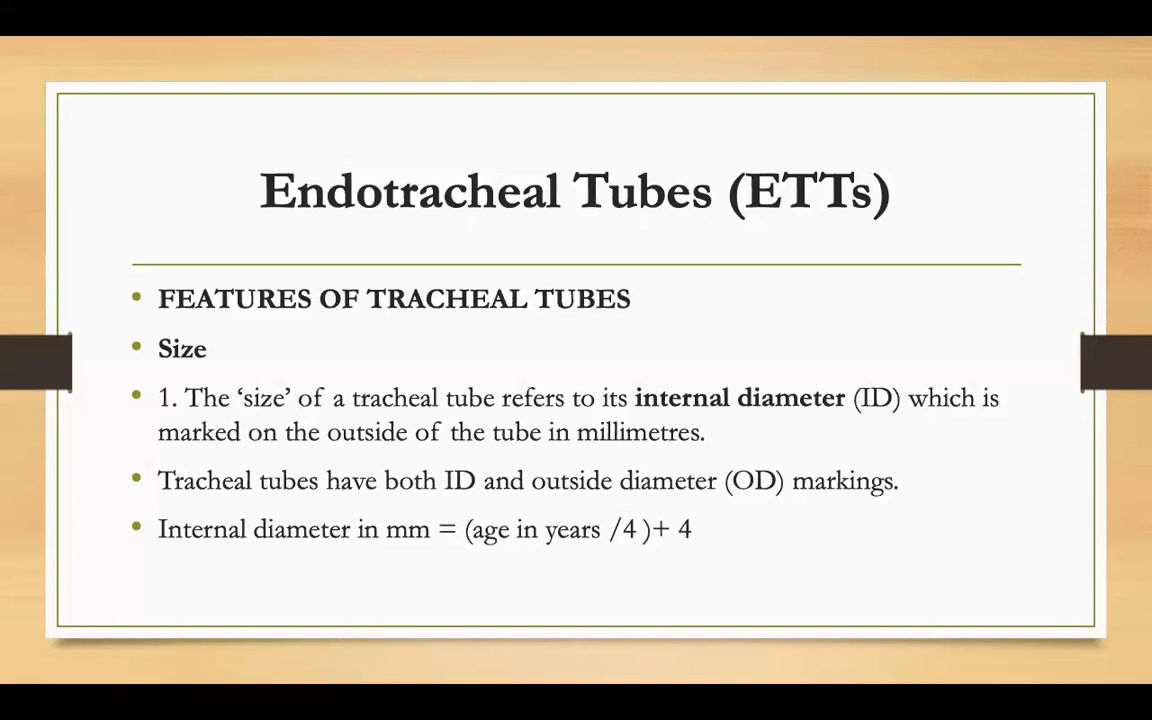 Endotracheal Tubes (ETTs)
• FEATURES OF TRACHEAL TUBES
• Size
• 1. The ‘size’ of a tracheal tube refers to its internal diameter (ID) which is
marked on the outside of the tube in millimetres.
• Tracheal tubes have both ID and outside diameter (OD) markings.
• Internal diameter in mm = (age in years /4 )+ 4